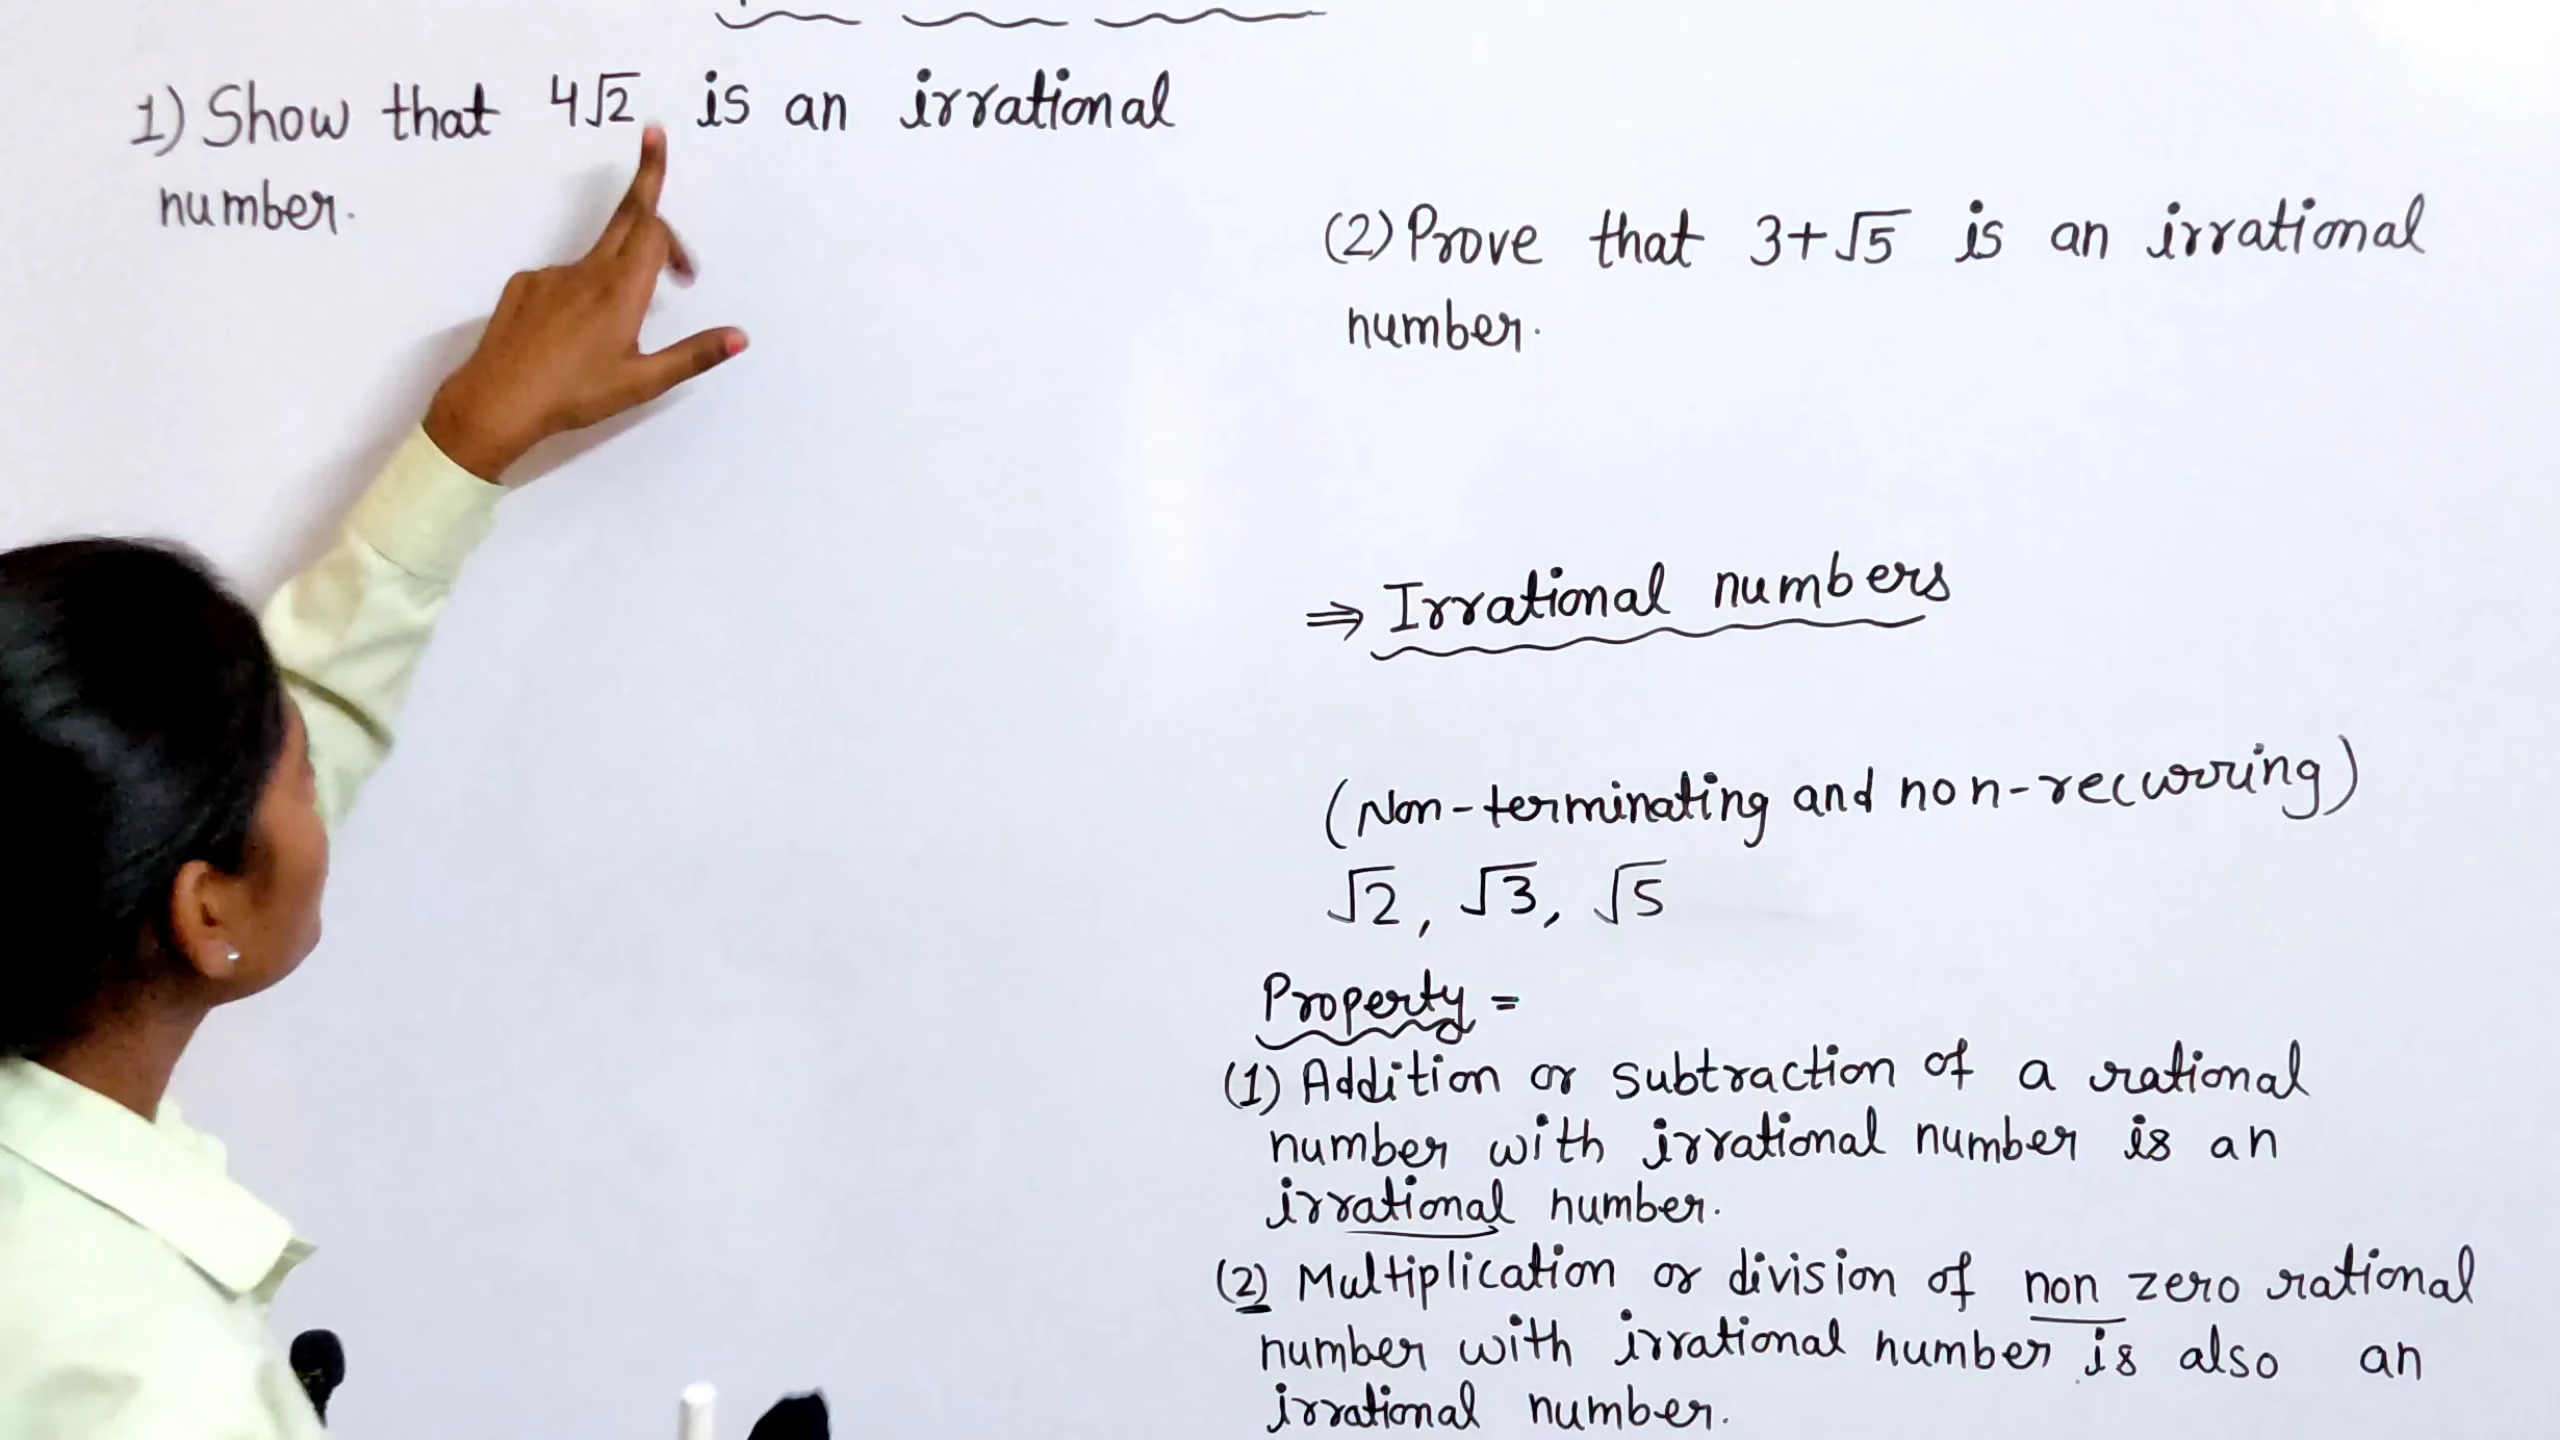 1) Show that 4√2 is an irrational
number.
(2) Prove that 3+√5 is an irrational
number.
⇒ Irrational numbers
(Non-terminating and non-recurring)
√2, √3, √5
Property =
(1) Addition or subtraction of a rational
number with irrational number is an
irrational number.
(2) Multiplication or division of non zero rational
number with irrational number is also an
irrational number.